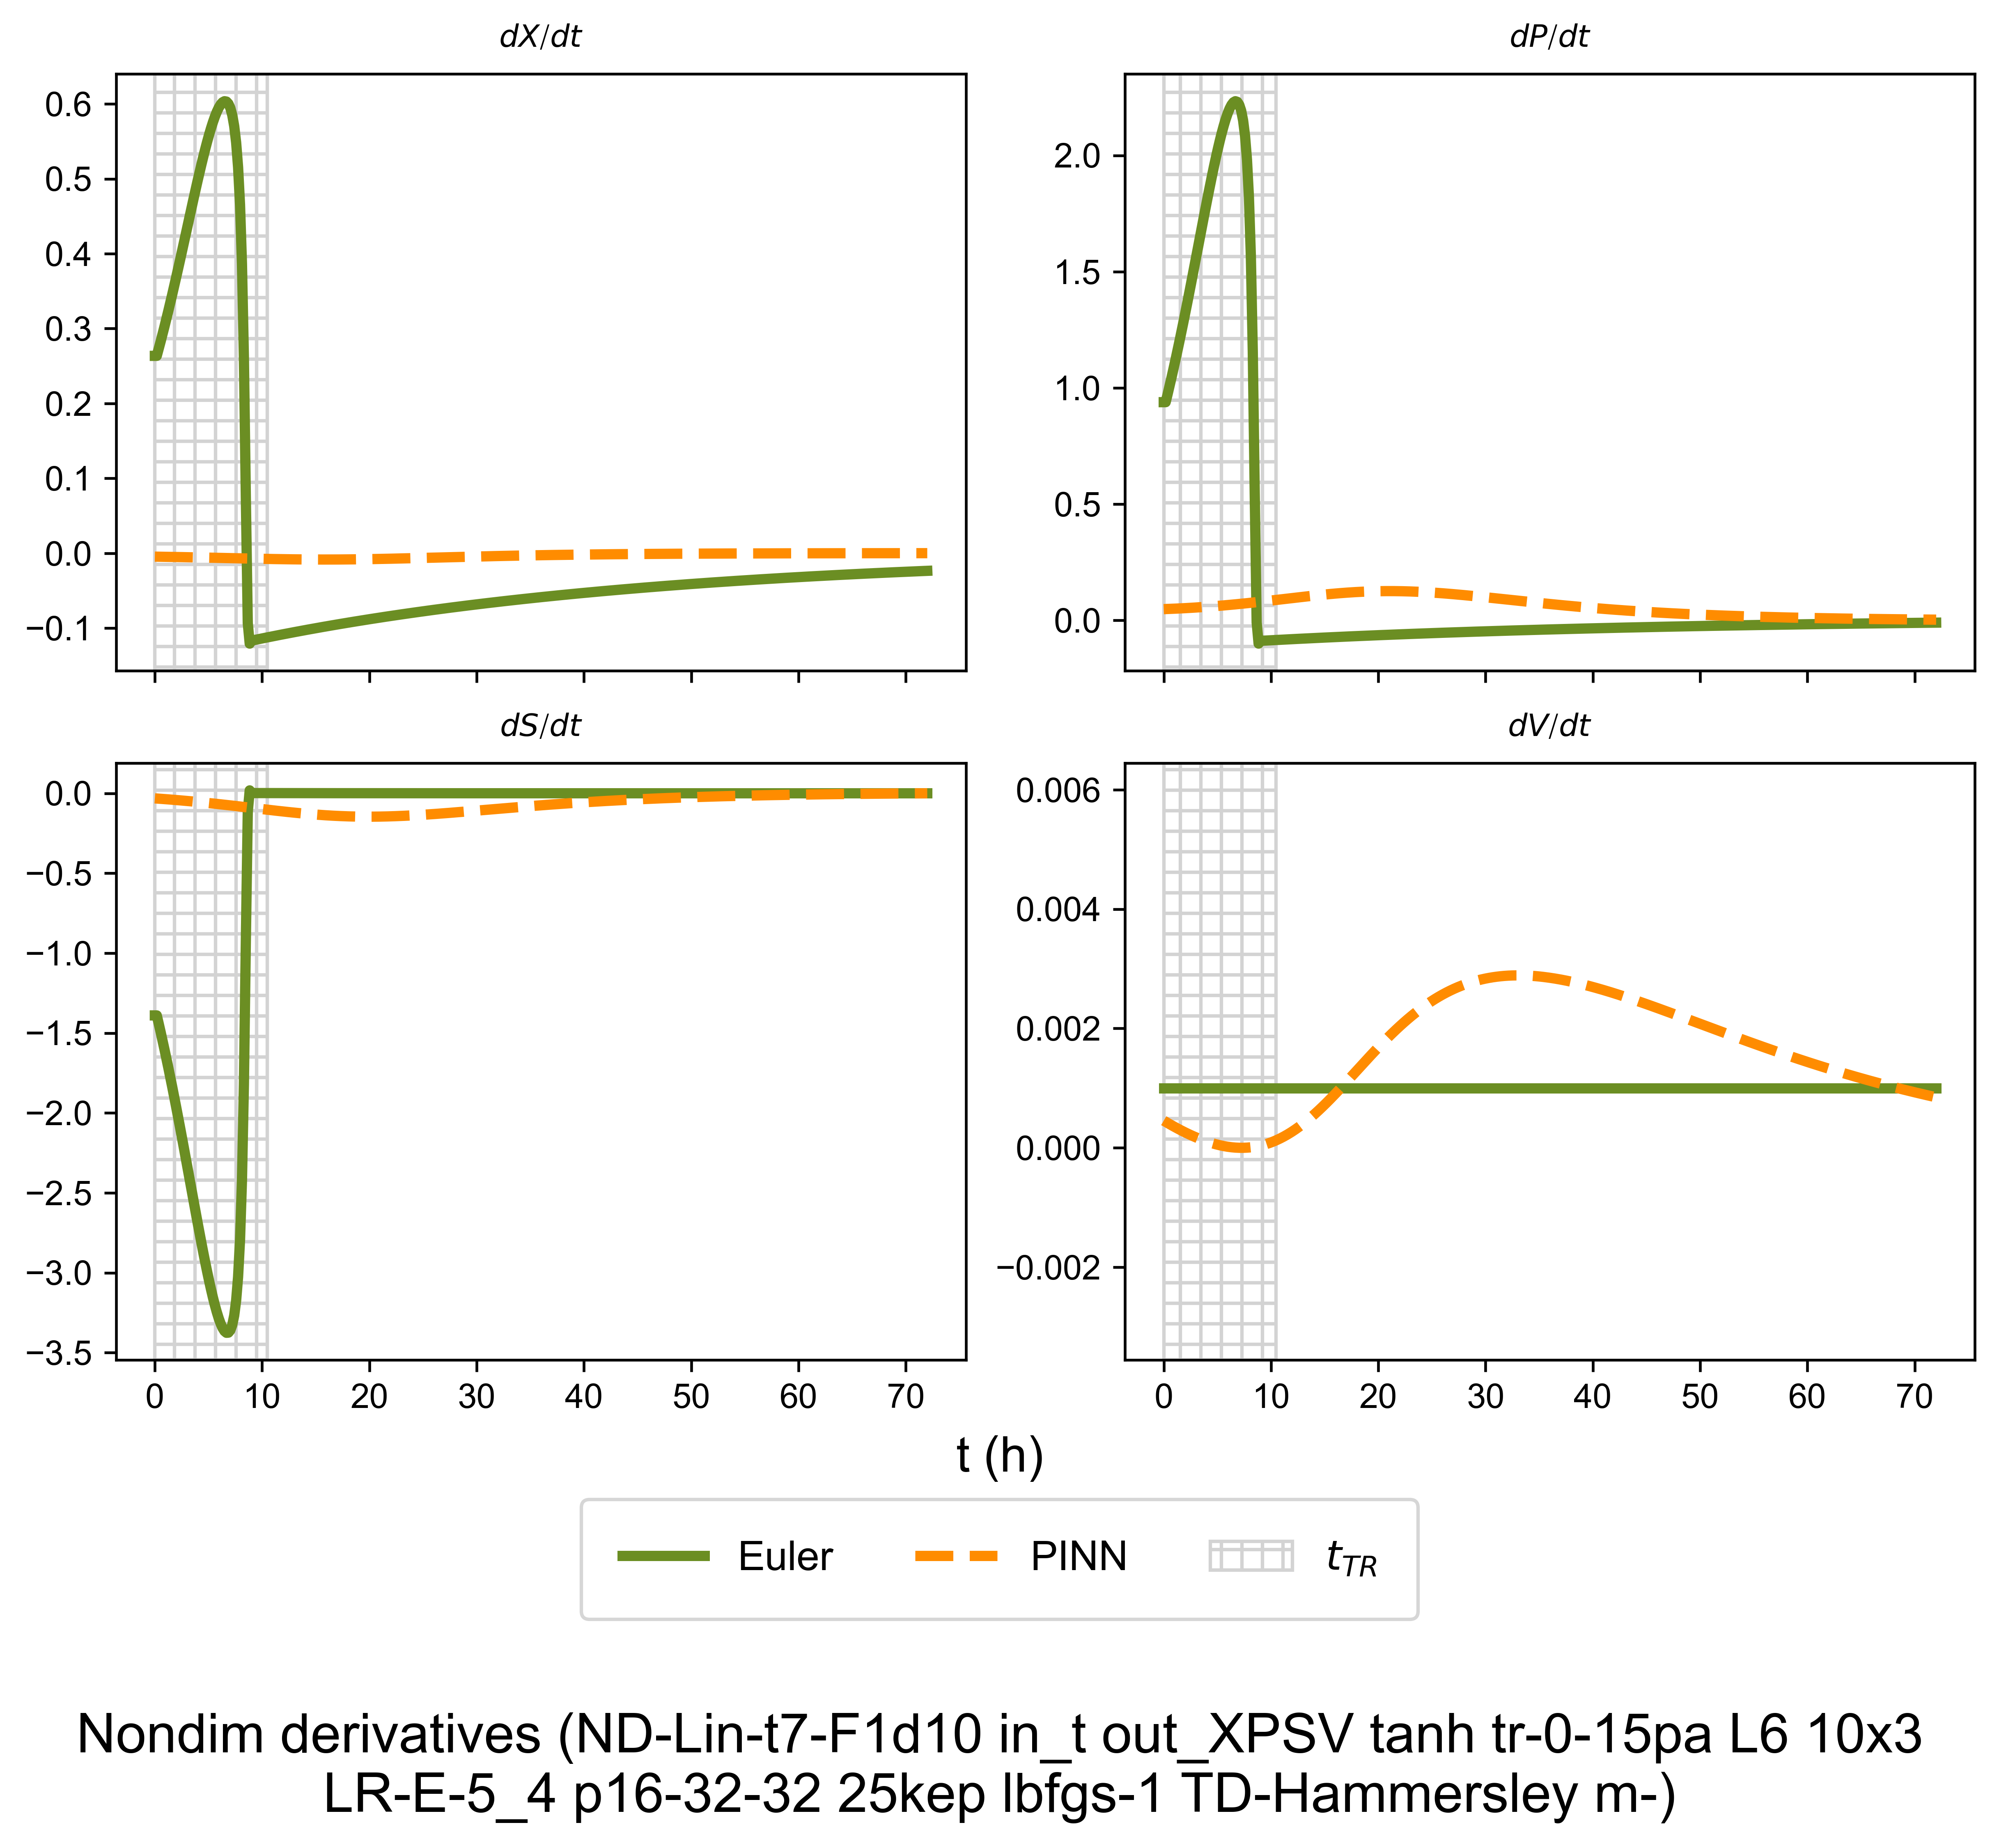 dX/dt
dP/dt
0.6
0.5
0.4
0.3
0.2
0.1
0.0
−0.1
2.0
1.5
1.0
0.5
0.0
dS/dt
dV/dt
0.0
−0.5
−1.0
−1.5
−2.0
−2.5
−3.0
−3.5
0 10 20 30 40 50 60 70
0.006
0.004
0.002
0.000
−0.002
0 10 20 30 40 50 60 70
t (h)
Euler PINN t_TR
Nondim derivatives (ND-Lin-t7-F1d10 in_t out_XPSV tanh tr-0-15pa L6 10x3
LR-E-5_4 p16-32-32 25kep lbfgs-1 TD-Hammersley m-)